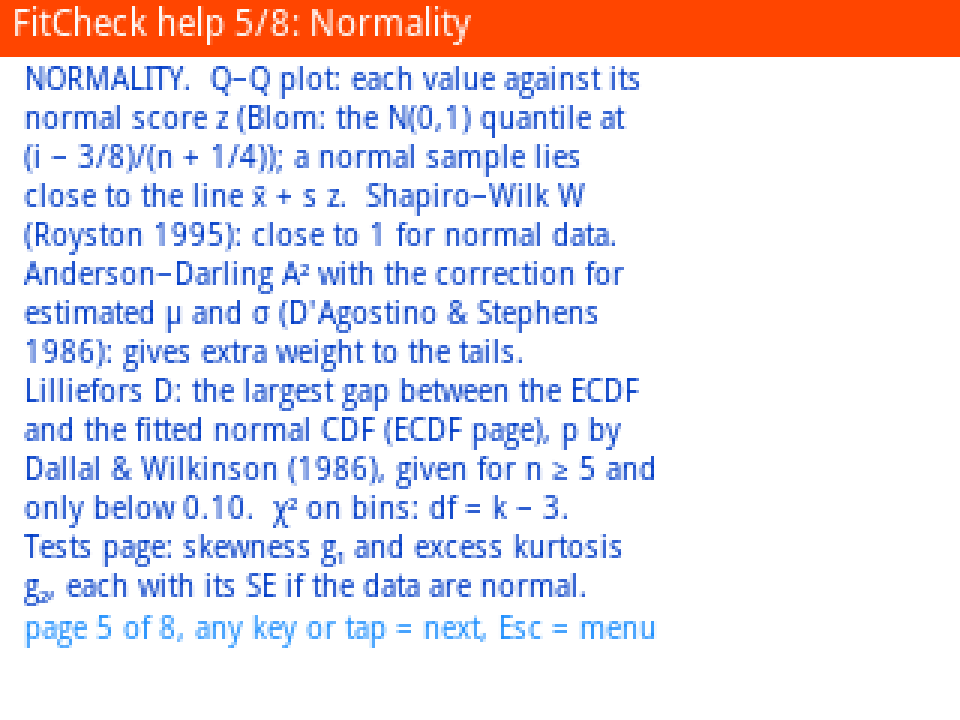 FitCheck help 5/8: Normality
NORMALITY.  Q−Q plot: each value against its
normal score z (Blom: the N(0,1) quantile at
(i − 3/8)/(n + 1/4)); a normal sample lies
close to the line x̄ + s z.  Shapiro−Wilk W
(Royston 1995): close to 1 for normal data.
Anderson−Darling A² with the correction for
estimated μ and σ (D'Agostino & Stephens
1986): gives extra weight to the tails.
Lilliefors D: the largest gap between the ECDF
and the fitted normal CDF (ECDF page), p by
Dallal & Wilkinson (1986), given for n ≥ 5 and
only below 0.10.  χ² on bins: df = k − 3.
Tests page: skewness g₁ and excess kurtosis
g₂, each with its SE if the data are normal.
page 5 of 8, any key or tap = next, Esc = menu